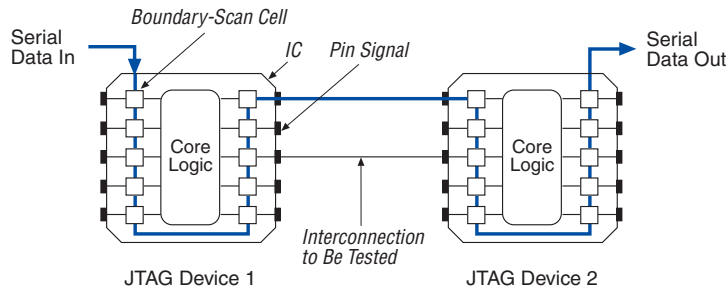 Boundary-Scan Cell
Serial
Data In
IC
Pin Signal
Serial
Data Out
Core
Logic
Core
Logic
Interconnection
to Be Tested
JTAG Device 1
JTAG Device 2